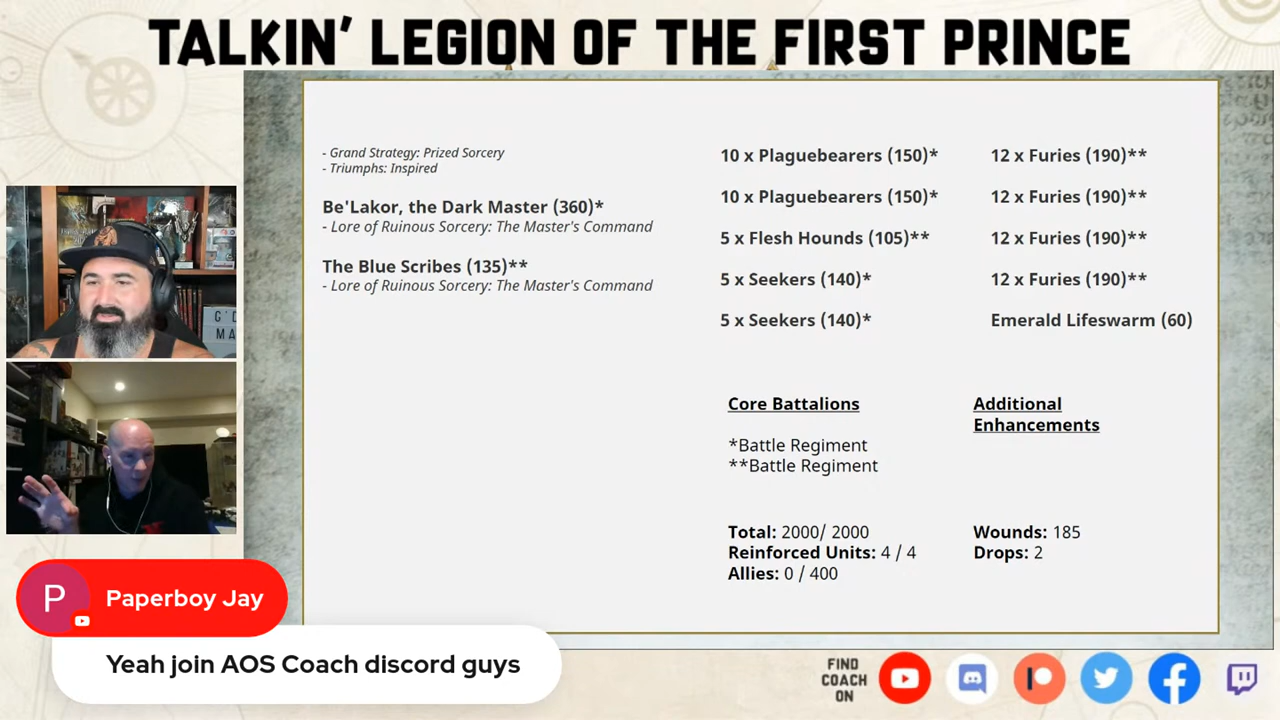 TALKIN' LEGION OF THE FIRST PRINCE
- Grand Strategy: Prized Sorcery
- Triumphs: Inspired
Be'Lakor, the Dark Master (360)*
- Lore of Ruinous Sorcery: The Master's Command
The Blue Scribes (135)**
- Lore of Ruinous Sorcery: The Master's Command
10 x Plaguebearers (150)*
10 x Plaguebearers (150)*
5 x Flesh Hounds (105)**
5 x Seekers (140)*
5 x Seekers (140)*
12 x Furies (190)**
12 x Furies (190)**
12 x Furies (190)**
12 x Furies (190)**
Emerald Lifeswarm (60)
Core Battalions
*Battle Regiment
**Battle Regiment
Additional
Enhancements
Total: 2000/ 2000
Reinforced Units: 4 / 4
Allies: 0 / 400
Wounds: 185
Drops: 2
G'D
MA
P
Paperboy Jay
Yeah join AOS Coach discord guys
FIND
COACH
ON